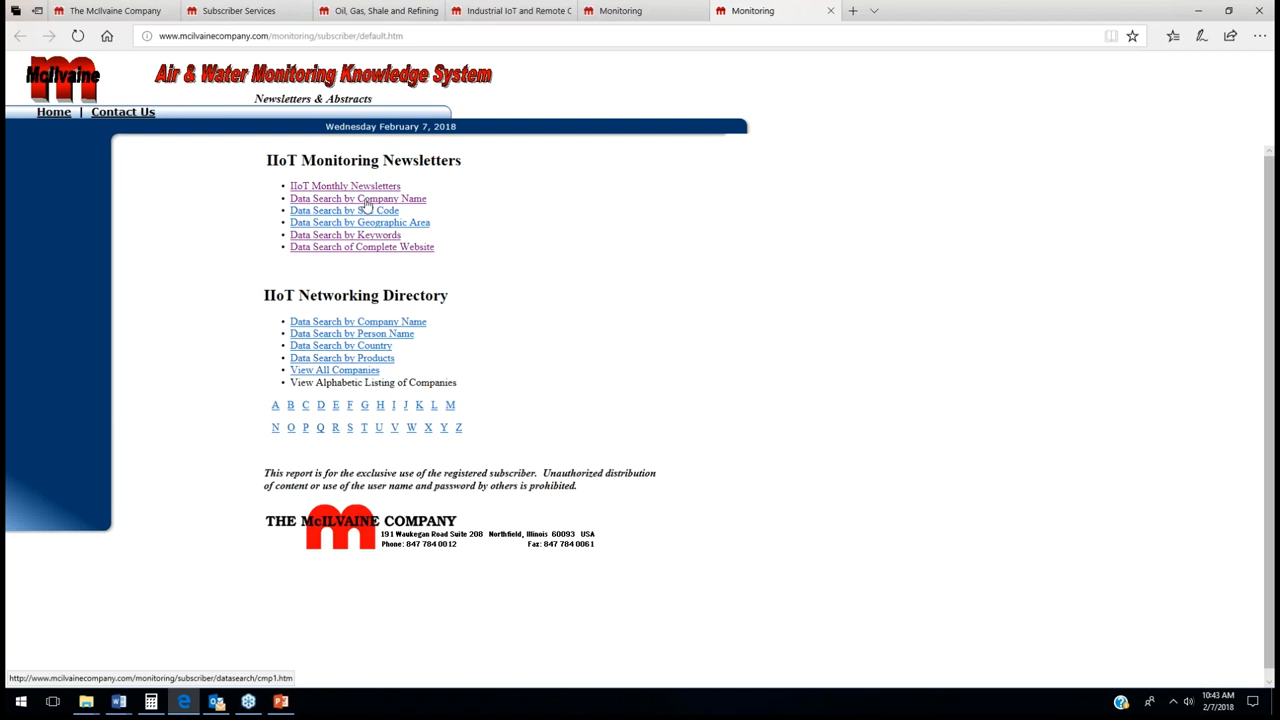 The McIlvaine Company
Subscriber Services
Oil, Gas, Shale and Refining
Industrial IoT and Remote C
Monitoring
Monitoring
www.mcilvainecompany.com/monitoring/subscriber/default.htm
McIlvaine
Air & Water Monitoring Knowledge System
Newsletters & Abstracts
Home | Contact Us
Wednesday February 7, 2018
IIoT Monitoring Newsletters
• IIoT Monthly Newsletters
• Data Search by Company Name
• Data Search by Code
• Data Search by Geographic Area
• Data Search by Keywords
• Data Search of Complete Website
IIoT Networking Directory
• Data Search by Company Name
• Data Search by Person Name
• Data Search by Country
• Data Search by Products
• View All Companies
• View Alphabetic Listing of Companies
A B C D E F G H I J K L M
N O P Q R S T U V W X Y Z
This report is for the exclusive use of the registered subscriber. Unauthorized distribution
of content or use of the user name and password by others is prohibited.
THE McILVAINE COMPANY
191 Waukegan Road Suite 208 Northfield, Illinois 60093 USA
Phone: 847 784 0012 Fax: 847 784 0061
http://www.mcilvainecompany.com/monitoring/subscriber/datasearch/cmp1.htm
10:43 AM
2/7/2018